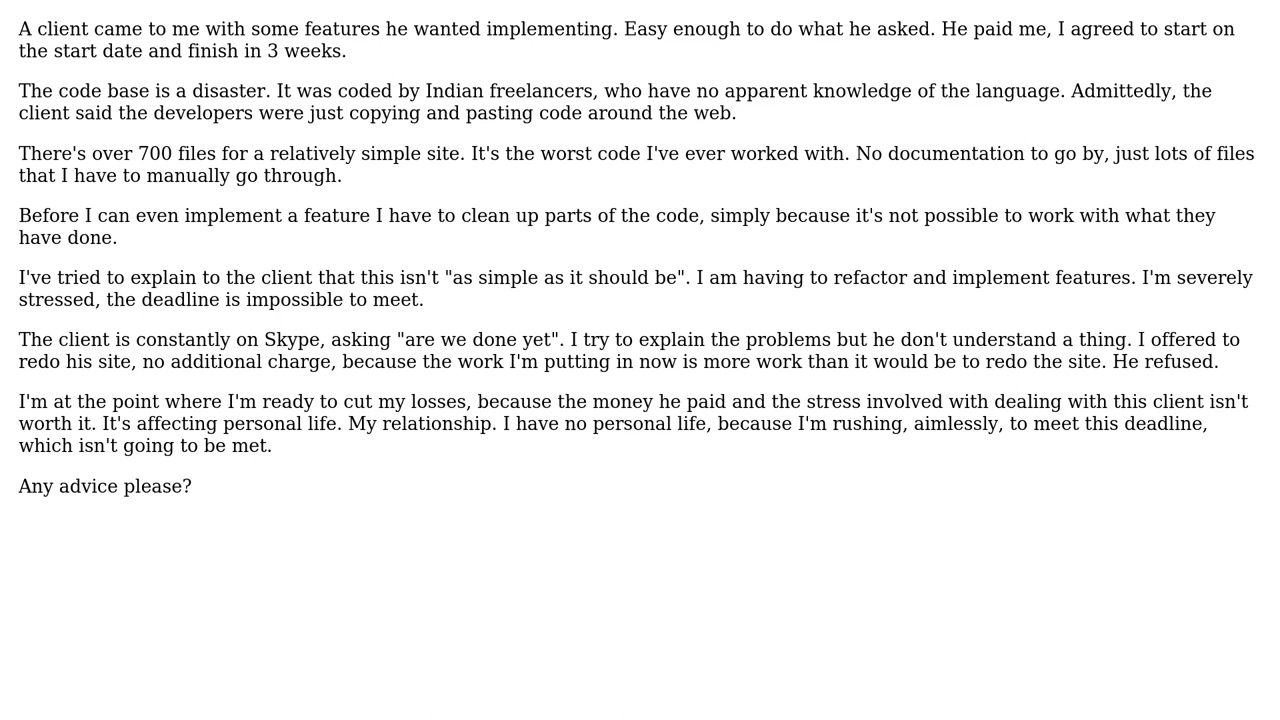 A client came to me with some features he wanted implementing. Easy enough to do what he asked. He paid me, I agreed to start on
the start date and finish in 3 weeks.
The code base is a disaster. It was coded by Indian freelancers, who have no apparent knowledge of the language. Admittedly, the
client said the developers were just copying and pasting code around the web.
There's over 700 files for a relatively simple site. It's the worst code I've ever worked with. No documentation to go by, just lots of files
that I have to manually go through.
Before I can even implement a feature I have to clean up parts of the code, simply because it's not possible to work with what they
have done.
I've tried to explain to the client that this isn't "as simple as it should be". I am having to refactor and implement features. I'm severely
stressed, the deadline is impossible to meet.
The client is constantly on Skype, asking "are we done yet". I try to explain the problems but he don't understand a thing. I offered to
redo his site, no additional charge, because the work I'm putting in now is more work than it would be to redo the site. He refused.
I'm at the point where I'm ready to cut my losses, because the money he paid and the stress involved with dealing with this client isn't
worth it. It's affecting personal life. My relationship. I have no personal life, because I'm rushing, aimlessly, to meet this deadline,
which isn't going to be met.
Any advice please?